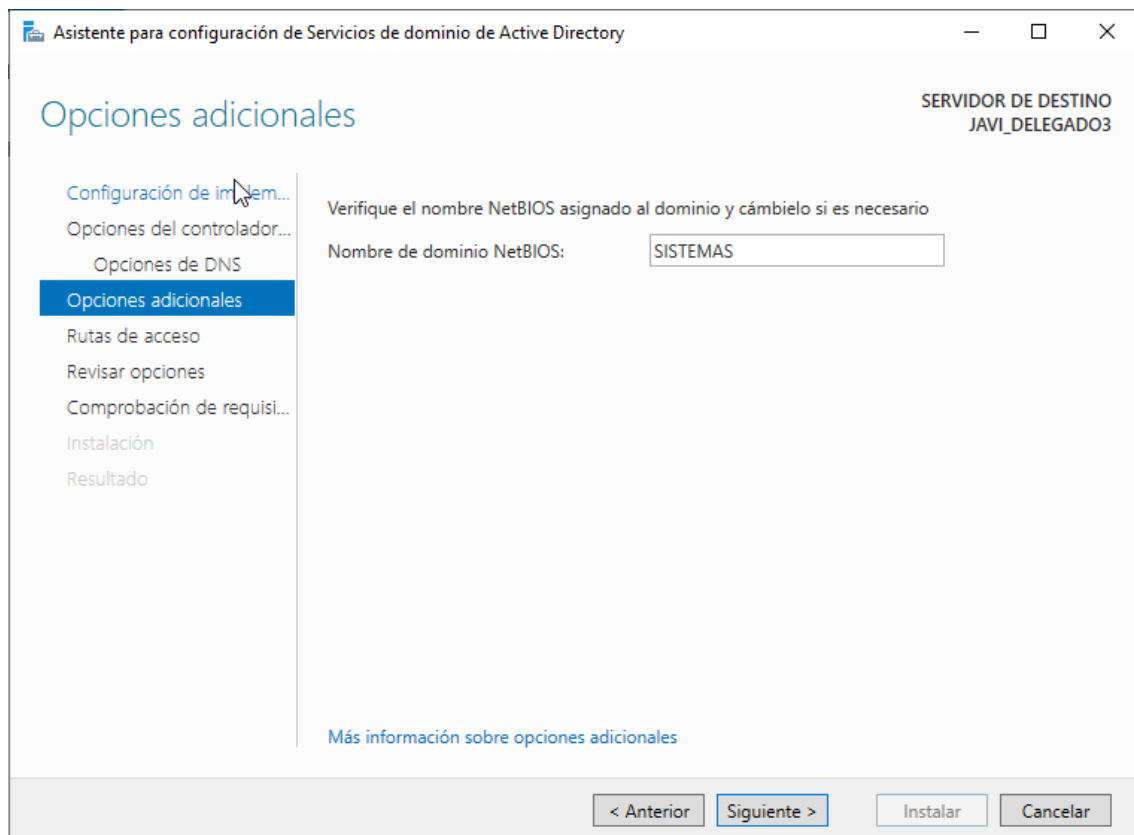 Asistente para configuración de Servicios de dominio de Active Directory
Opciones adicionales
SERVIDOR DE DESTINO
JAVI_DELEGADO3
Configuración de implem...
Opciones del controlador...
Opciones de DNS
Opciones adicionales
Rutas de acceso
Revisar opciones
Comprobación de requisi...
Instalación
Resultado
Verifique el nombre NetBIOS asignado al dominio y cámbielo si es necesario
Nombre de dominio NetBIOS: SISTEMAS
Más información sobre opciones adicionales
< Anterior Siguiente > Instalar Cancelar